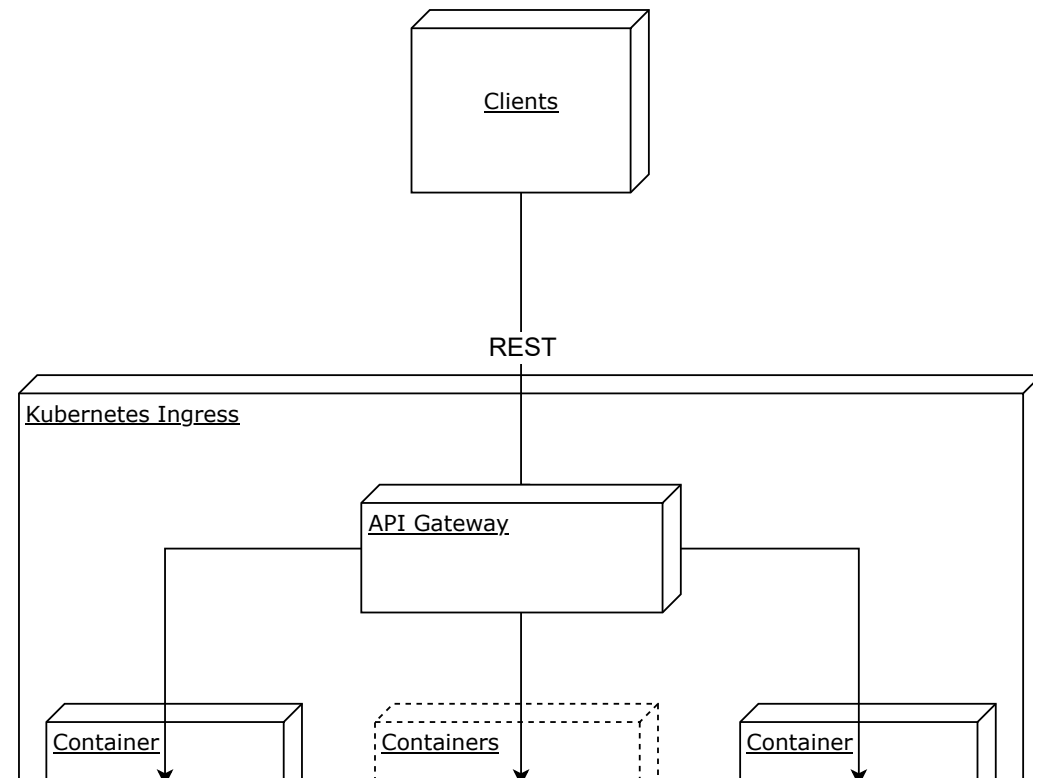 Clients
REST
Kubernetes Ingress
API Gateway
Container
Containers
Container